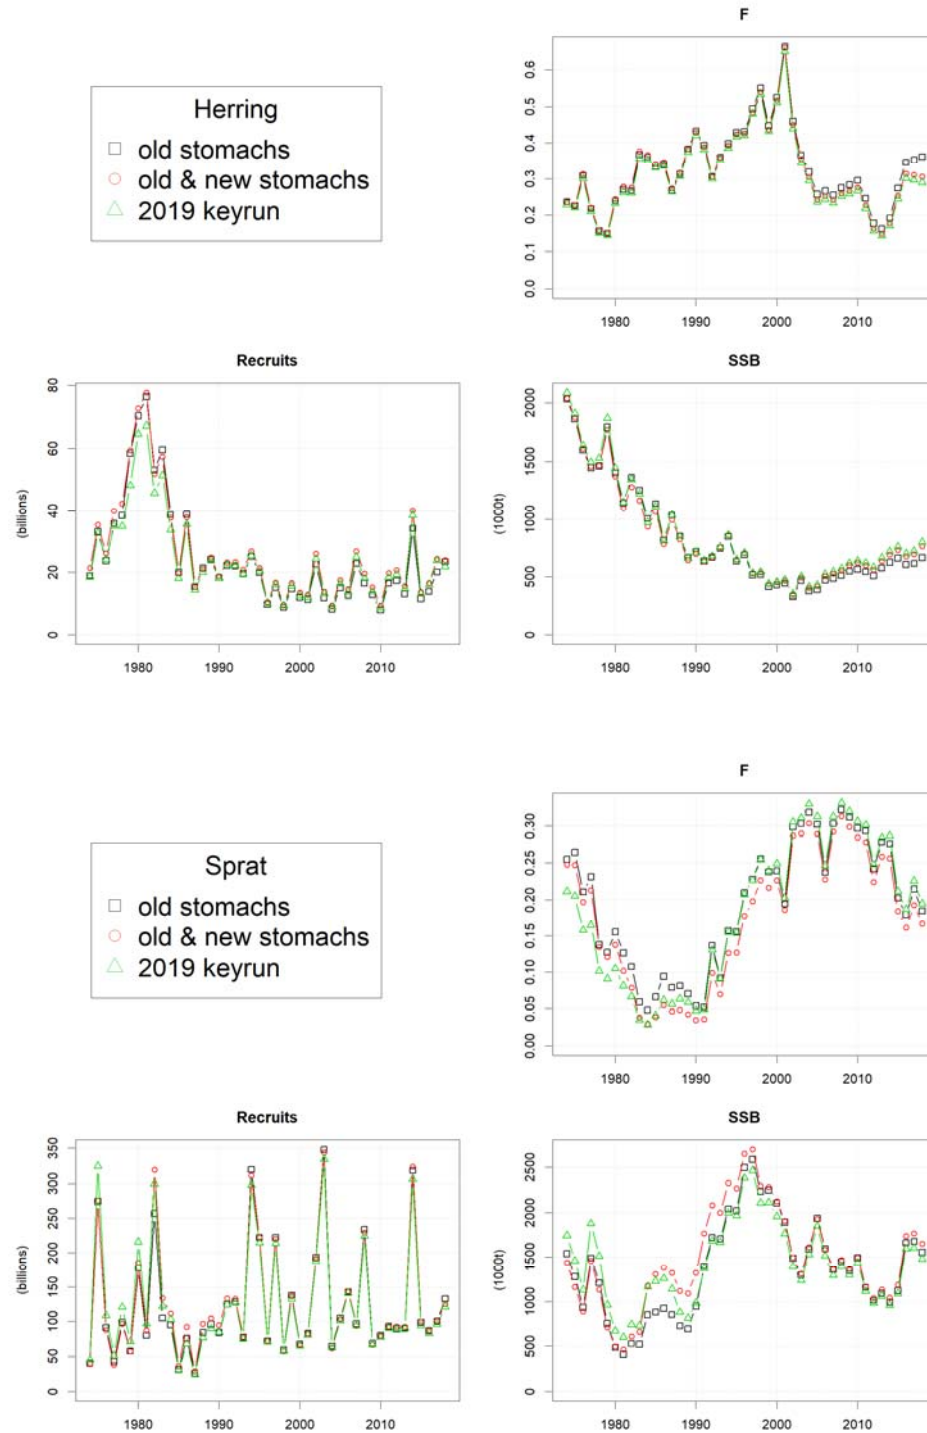 F
Herring
old stomachs
old & new stomachs
2019 keyrun
0.0 0.1 0.2 0.3 0.4 0.5 0.6
1980 1990 2000 2010
Recruits
SSB
(billions)
0 20 40 60 80
1980 1990 2000 2010
(1000t)
0 500 1000 1500 2000
1980 1990 2000 2010
F
Sprat
old stomachs
old & new stomachs
2019 keyrun
0.00 0.05 0.10 0.15 0.20 0.25 0.30
1980 1990 2000 2010
Recruits
SSB
(billions)
0 50 100 150 200 250 300 350
1980 1990 2000 2010
(1000t)
0 500 1000 1500 2000 2500
1980 1990 2000 2010